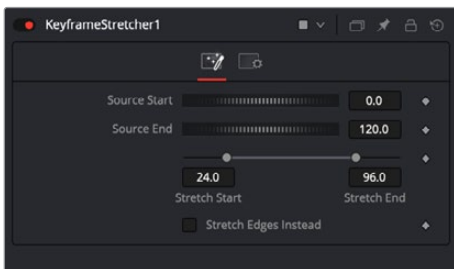 KeyframeStretcher1
Source Start 0.0
Source End 120.0
24.0 96.0
Stretch Start Stretch End
Stretch Edges Instead